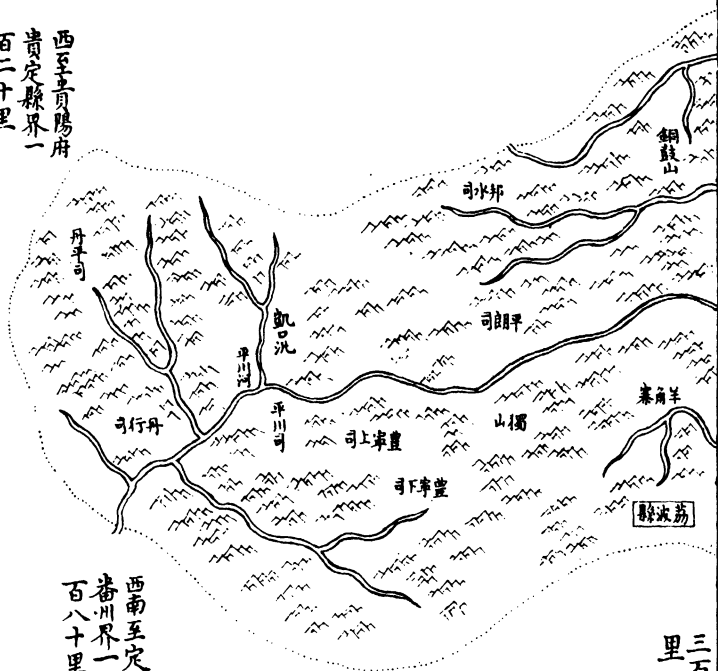 西至貴陽府
貴定縣界一
百二十里
銅鼓山
邦水司
丹平司
凱口汛
平朗司
平川河
羊角寨
丹行司
平川司
豐寧上司
獨山
豐寧下司
荔波縣
西南至定
番州界一
百八十里
三百
里